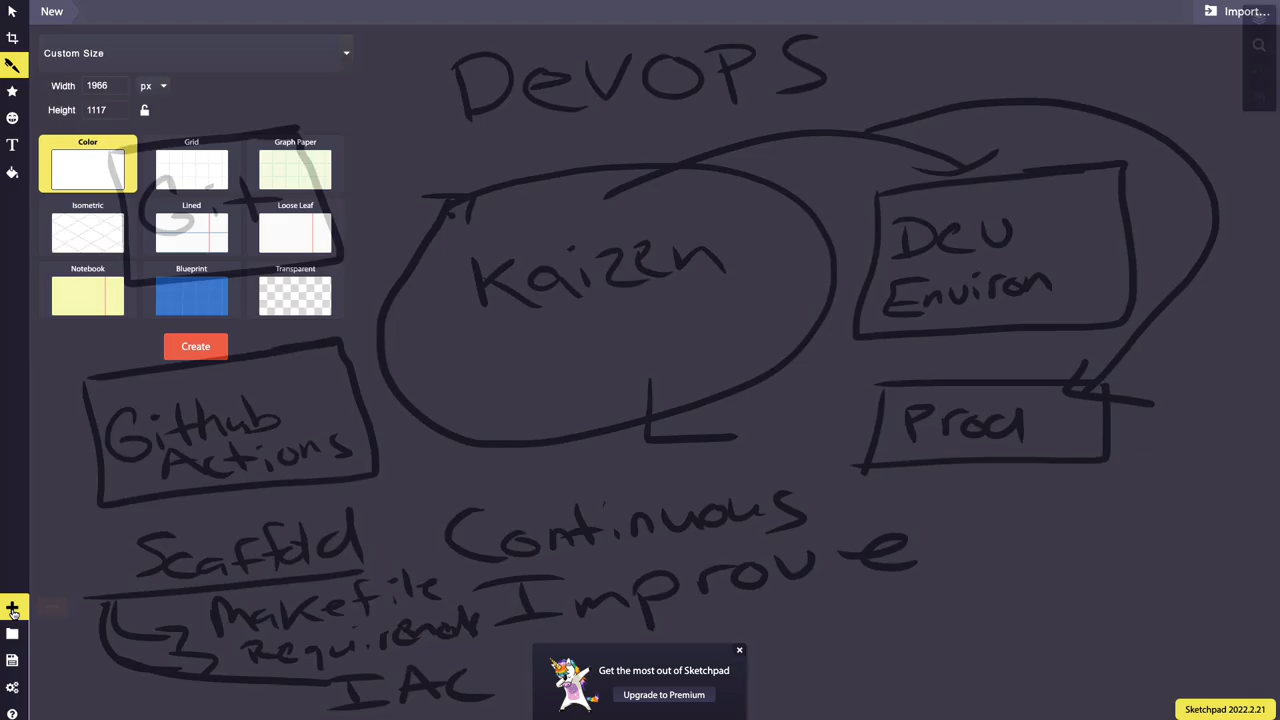 New
Import...
Custom Size
Width 1966 px
Height 1117
Color Grid Graph Paper
Isometric Lined Loose Leaf
Notebook Blueprint Transparent
Create
DevOPS
Git
Kaizen
Dev
Environ
Prod
Github
Actions
Scaffold
Makefile
IAC
Continuous
Improve
Get the most out of Sketchpad
Upgrade to Premium
Sketchpad 2022.2.21